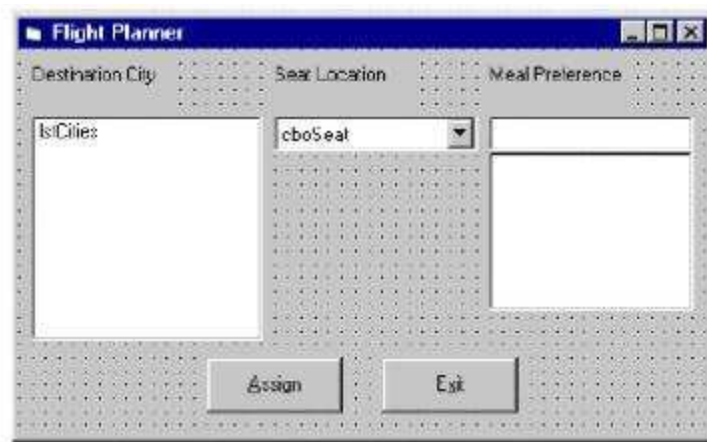 Flight Planner
Destination City
Seat Location
Meal Preference
lstCities
cboSeat
Assign
Exit